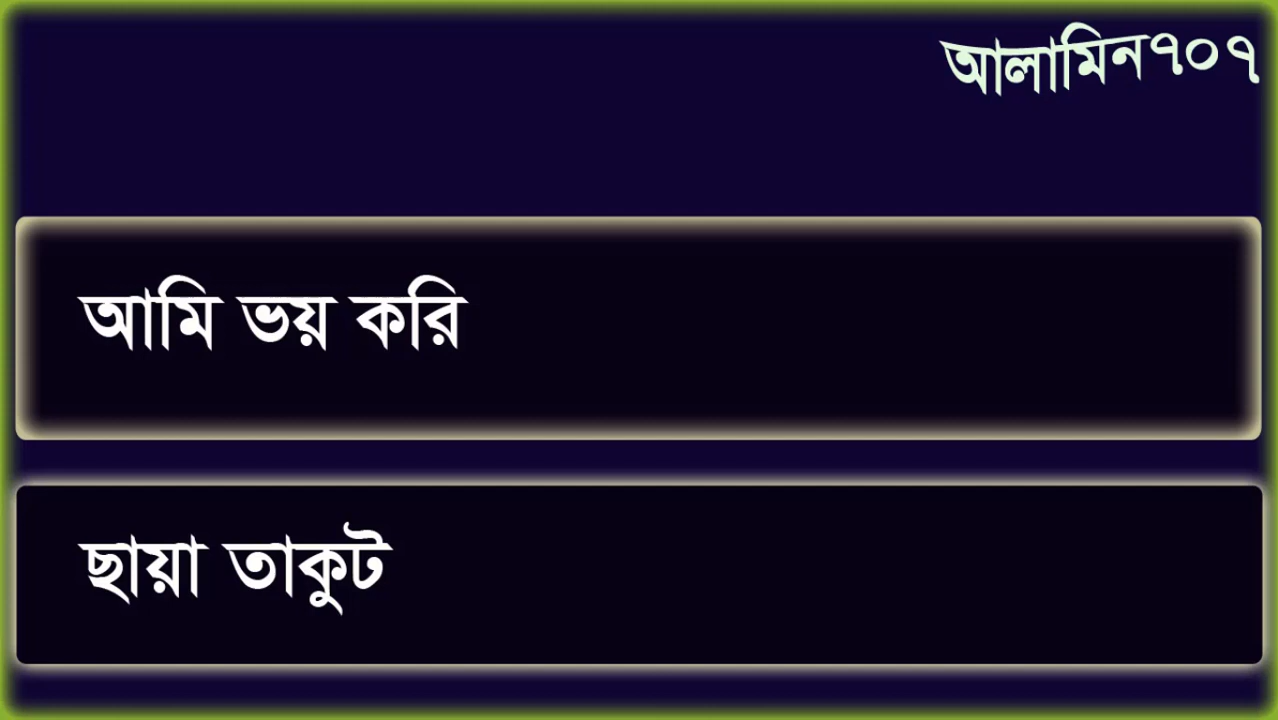 আলামিন৭০৭
আমি ভয় করি
ছায়া তাকুট